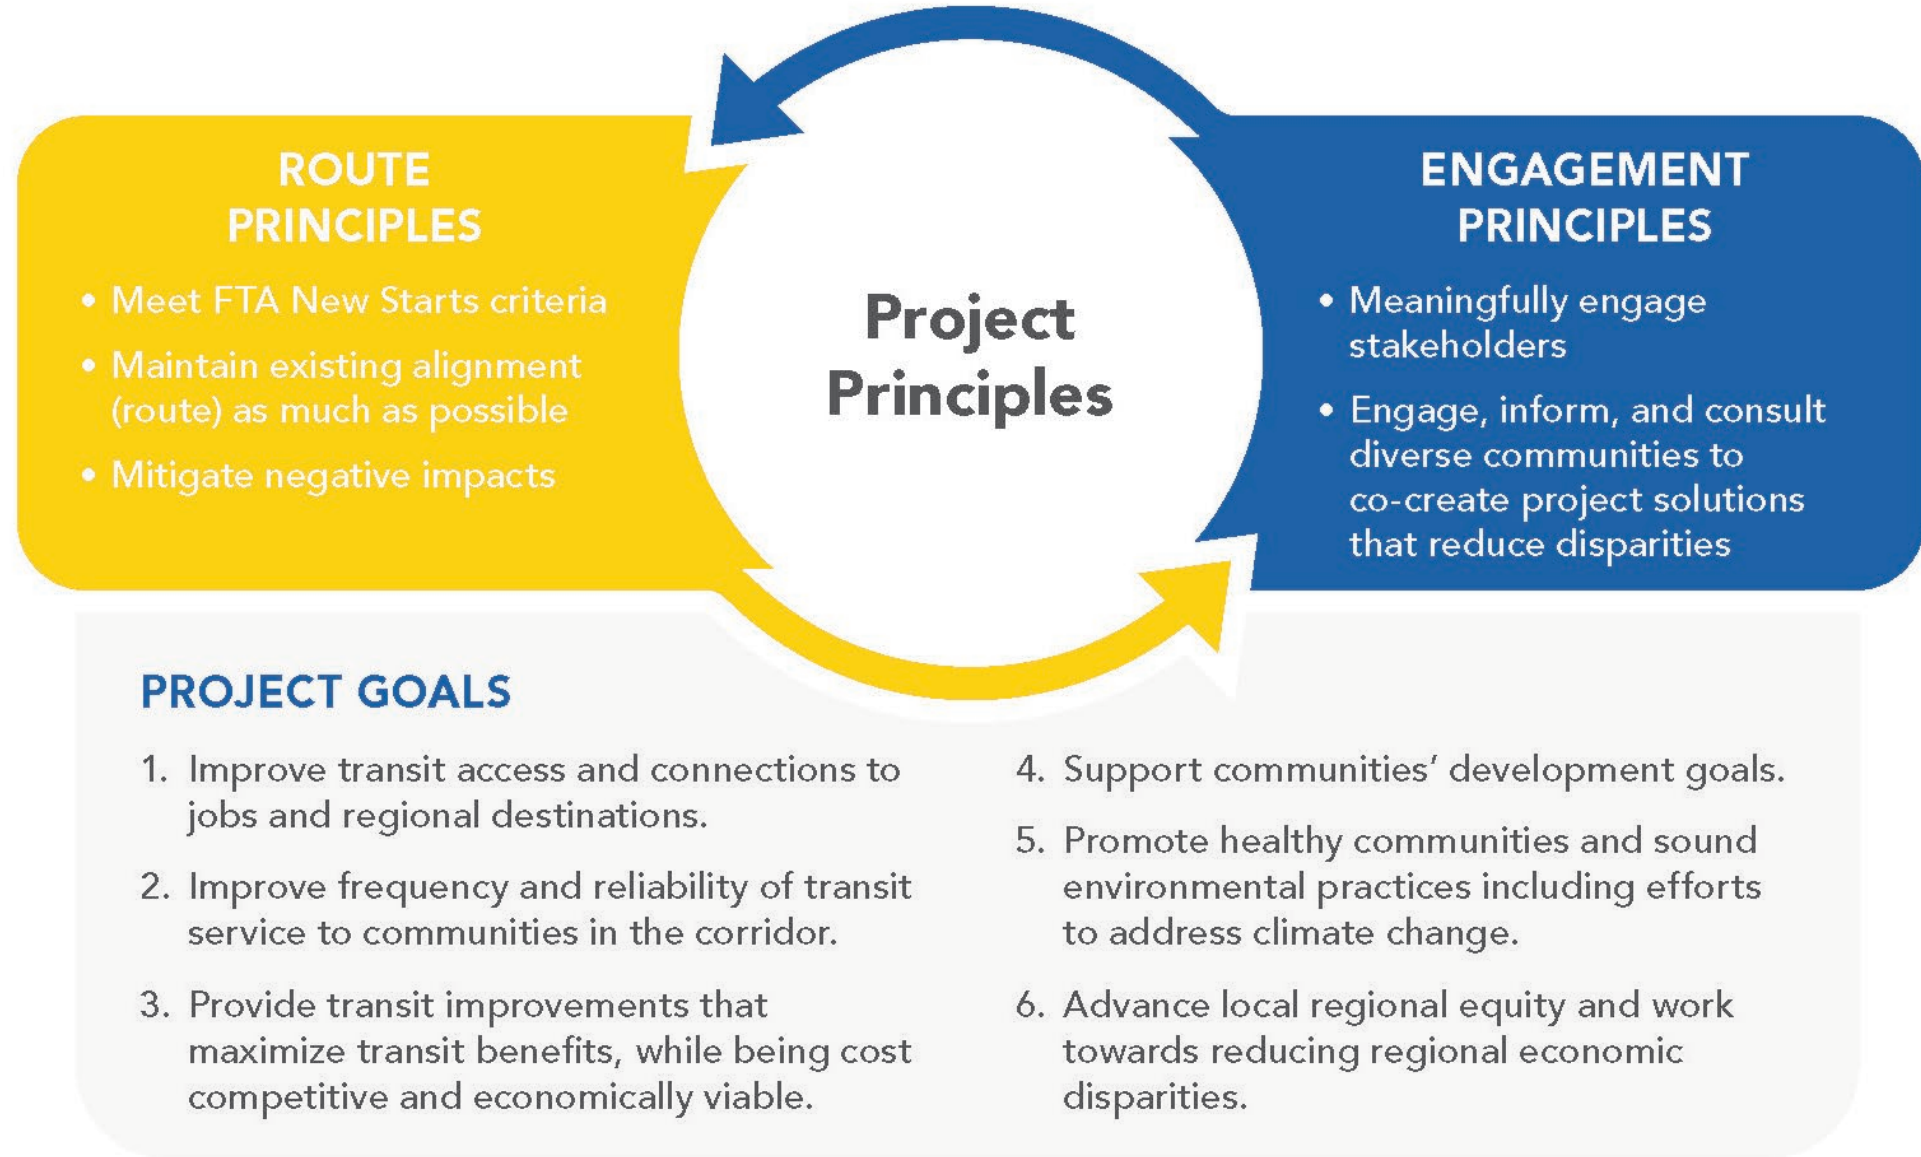 ROUTE
PRINCIPLES
• Meet FTA New Starts criteria
• Maintain existing alignment
(route) as much as possible
• Mitigate negative impacts
Project
Principles
ENGAGEMENT
PRINCIPLES
• Meaningfully engage
stakeholders
• Engage, inform, and consult
diverse communities to
co-create project solutions
that reduce disparities
PROJECT GOALS
1. Improve transit access and connections to
jobs and regional destinations.
2. Improve frequency and reliability of transit
service to communities in the corridor.
3. Provide transit improvements that
maximize transit benefits, while being cost
competitive and economically viable.
4. Support communities’ development goals.
5. Promote healthy communities and sound
environmental practices including efforts
to address climate change.
6. Advance local regional equity and work
towards reducing regional economic
disparities.